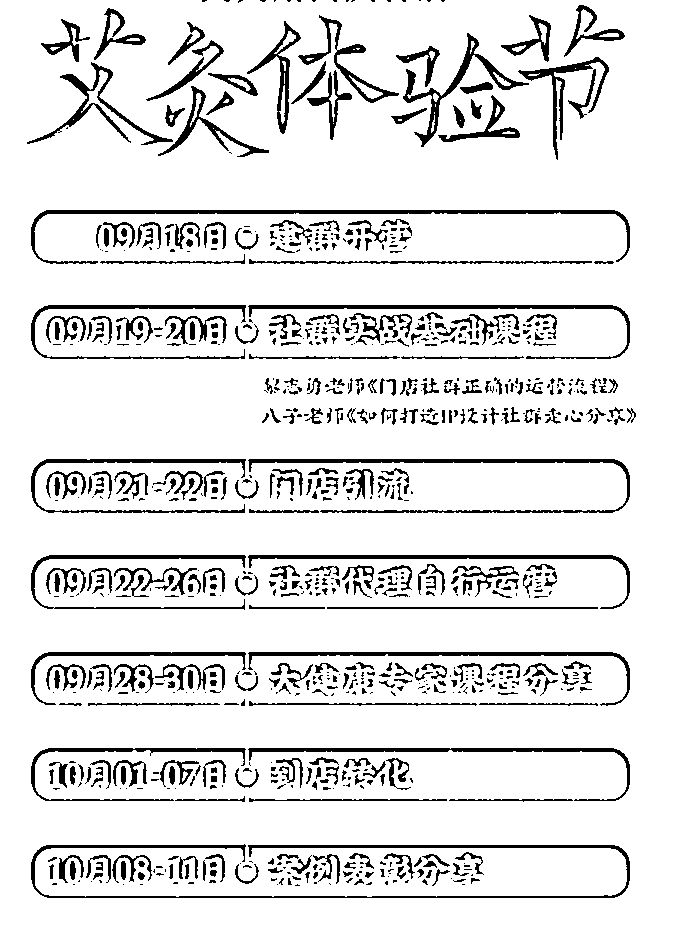 艾灸体验节
09月18日 建群开营
09月19-20日 社群实战基础课程
志勇老师《门店社群正确的运营流程》
八子老师《如何打造IP设计社群走心分享》
09月21-22日 门店引流
09月22-26日 社群代理自行运营
09月28-30日 大健康专家课程分享
10月01-07日 到店转化
10月08-11日 案例表彰分享